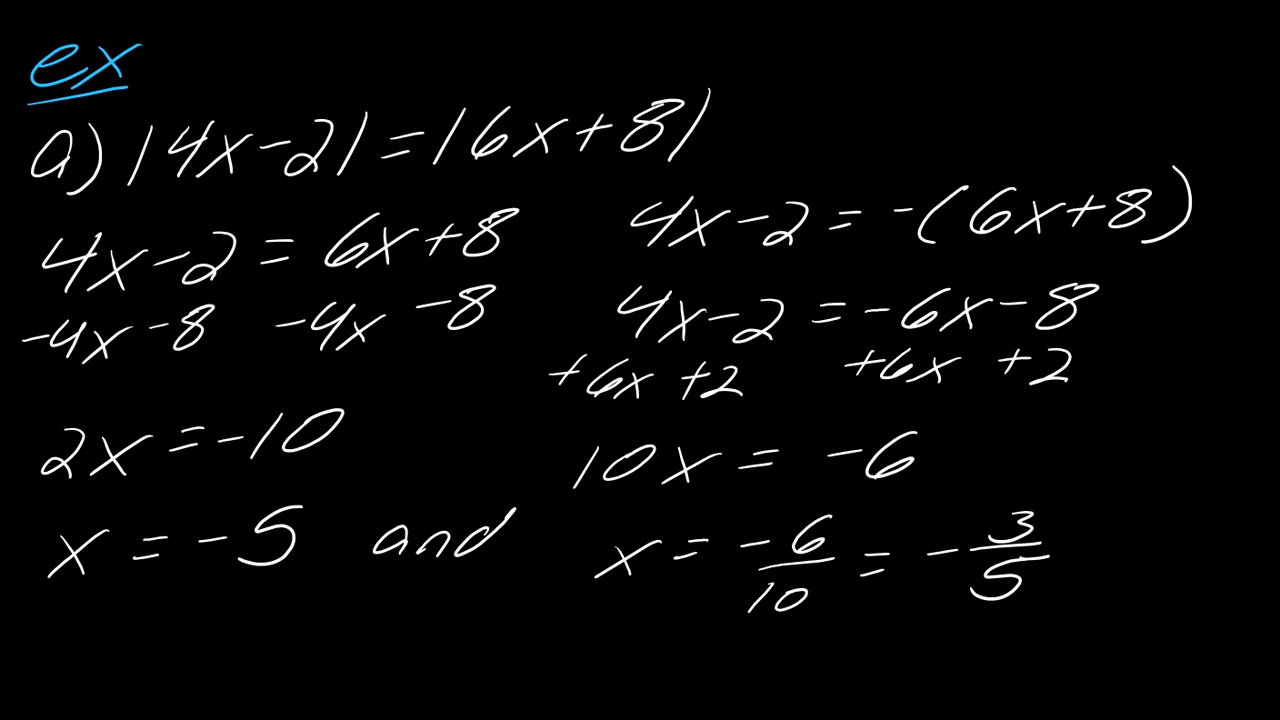 ex
a) |4x-2|=|6x+8|
4x-2 = 6x+8
-4x -8 -4x -8
2x = -10
x = -5 and
4x-2 = -(6x+8)
4x-2 = -6x-8
+6x +2 +6x +2
10x = -6
x = -6/10 = -3/5